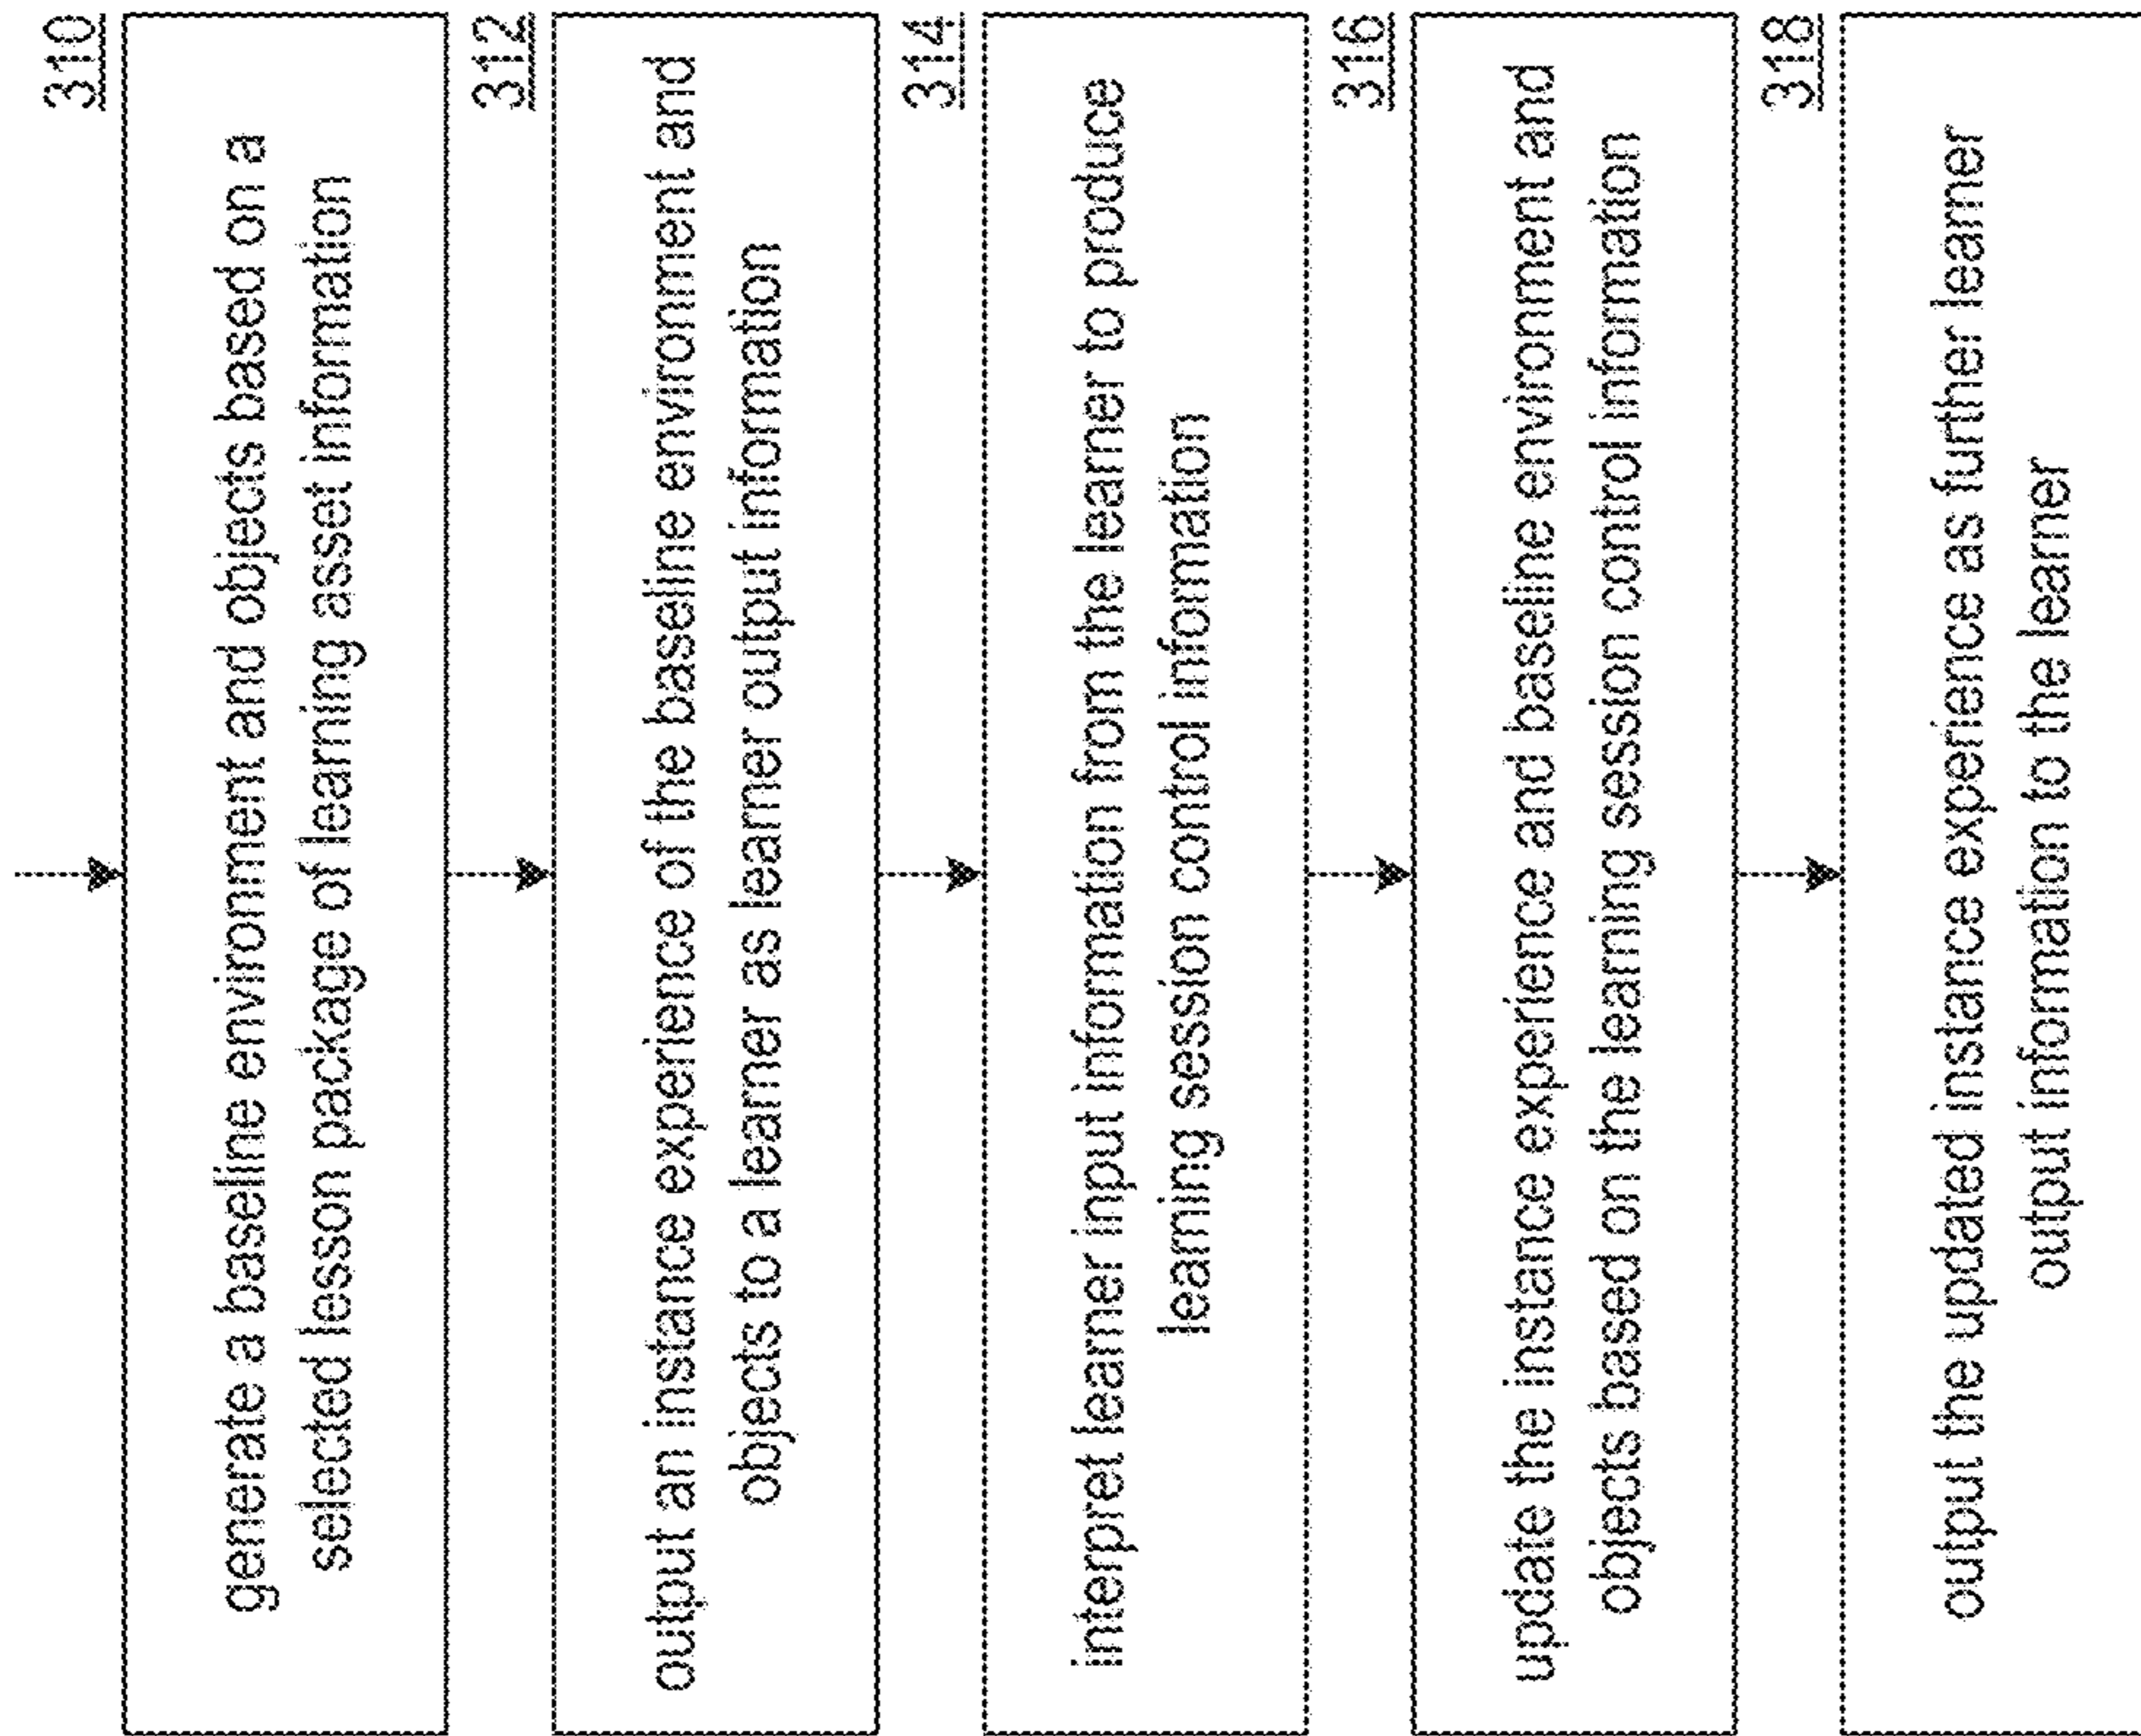 310
generate a baseline environment and objects based on a
selected lesson package of learning asset information
312
output an instance experience of the baseline environment and
objects to a learner as learner output information
314
interpret learner input information from the learner to produce
learning session control information
316
update the instance experience and baseline environment and
objects based on the learning session control information
318
output the updated instance experience as further learner
output information to the learner